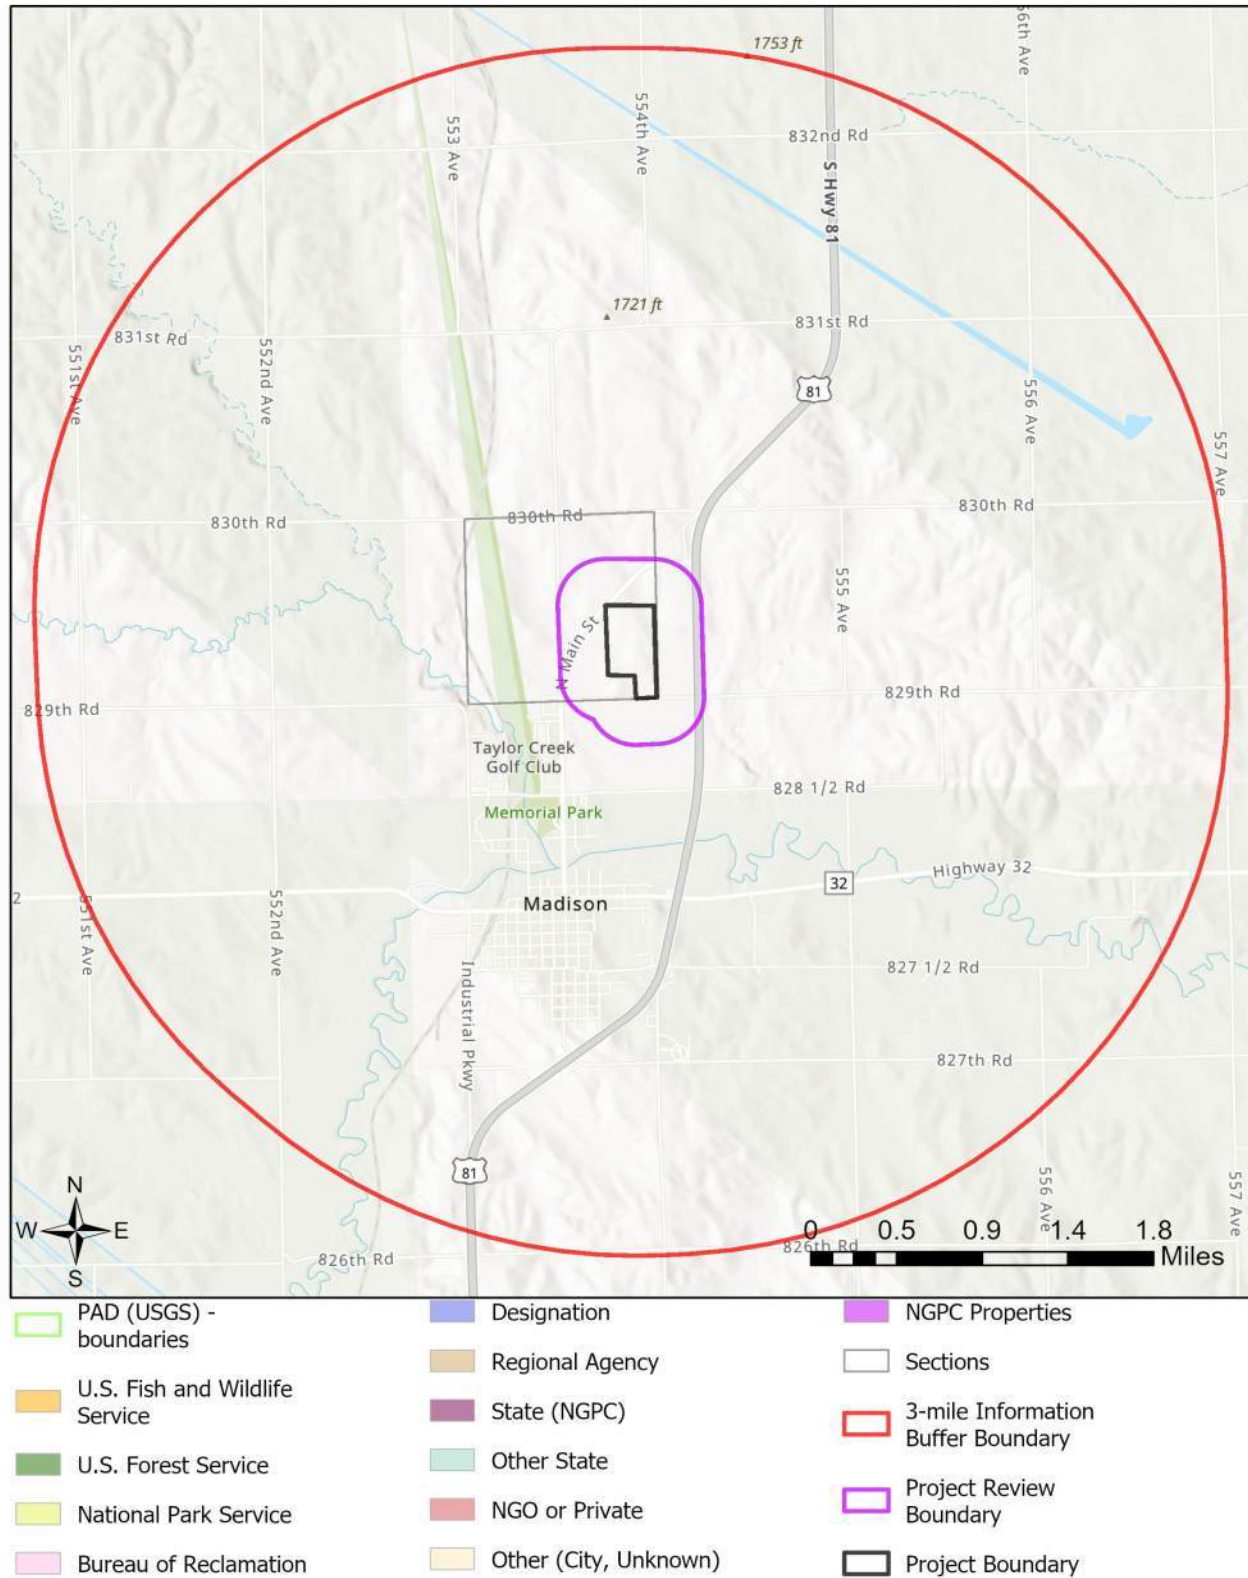 1753 ft
56th Ave
553 Ave
554th Ave
832nd Rd
S Hwy 81
1721 ft
831st Rd
831st Rd
551st Ave
552nd Ave
81
556 Ave
557 Ave
830th Rd
830th Rd
830th Rd
N Main St
555 Ave
829th Rd
829th Rd
Taylor Creek
Golf Club
828 1/2 Rd
Memorial Park
Highway 32
32
2
Madison
551st Ave
552nd Ave
827 1/2 Rd
Industrial Pkwy
827th Rd
81
556 Ave
557 Ave
N
W E
S
826th Rd
826th Rd
0 0.5 0.9 1.4 1.8
Miles
PAD (USGS) -
boundaries
U.S. Fish and Wildlife
Service
U.S. Forest Service
National Park Service
Bureau of Reclamation
Designation
Regional Agency
State (NGPC)
Other State
NGO or Private
Other (City, Unknown)
NGPC Properties
Sections
3-mile Information
Buffer Boundary
Project Review
Boundary
Project Boundary